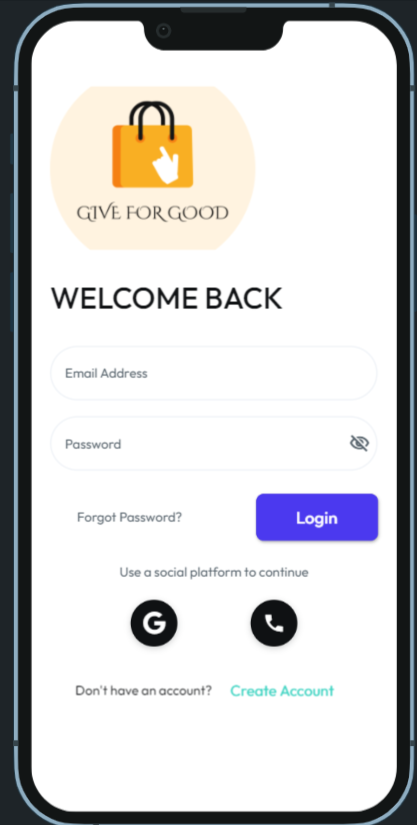 GIVE FOR GOOD
WELCOME BACK
Email Address
Password
Forgot Password?
Login
Use a social platform to continue
G
Don't have an account? Create Account